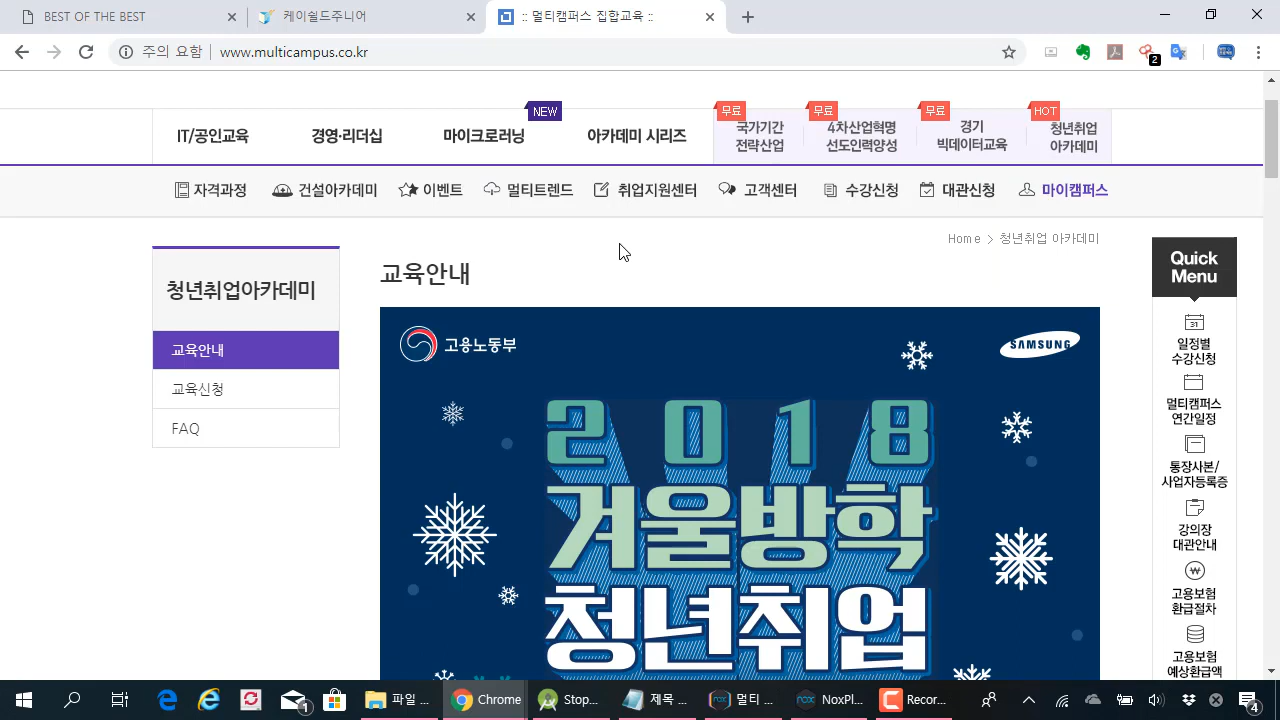 BEST OF THE BEST
케이쉴드주니어
:: 멀티캠퍼스 집합교육 ::
주의 요함
www.multicampus.co.kr
2
IT/공인교육
경영·리더십
마이크로러닝
NEW
아카데미 시리즈
무료
국가기간
전략산업
무료
4차산업혁명
선도인력양성
무료
경기
빅데이터교육
HOT
청년취업
아카데미
자격과정
건설아카데미
이벤트
멀티트렌드
취업지원센터
고객센터
수강신청
대관신청
마이캠퍼스
Home > 청년취업 아카데미
청년취업아카데미
교육안내
교육신청
FAQ
교육안내
고용노동부
SAMSUNG
2018
겨울방학
청년취업
Quick
Menu
31
일정별
수강신청
멀티캠퍼스
연간일정
통장사본/
사업자등록증
강의장
대관안내
고용보험
환급절차
고용보험
예상환급액
1
파일 ...
Chrome
Stop...
제목 ...
멀티 ...
NoxPl...
Recor...
4